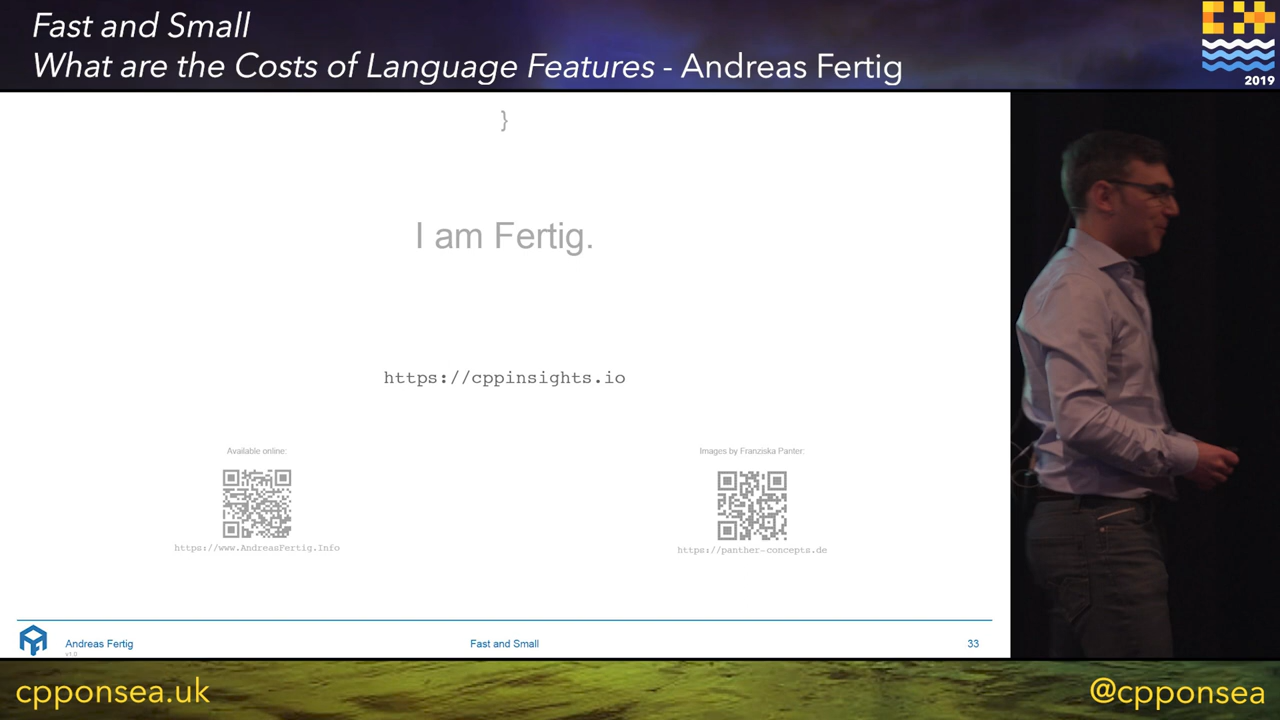 Fast and Small
What are the Costs of Language Features - Andreas Fertig
2019
}
I am Fertig.
https://cppinsights.io
Available online:
Images by Franziska Panter:
https://www.AndreasFertig.Info
https://panther-concepts.de
Andreas Fertig
Fast and Small
33
v1.0
cpponsea.uk
@cpponsea